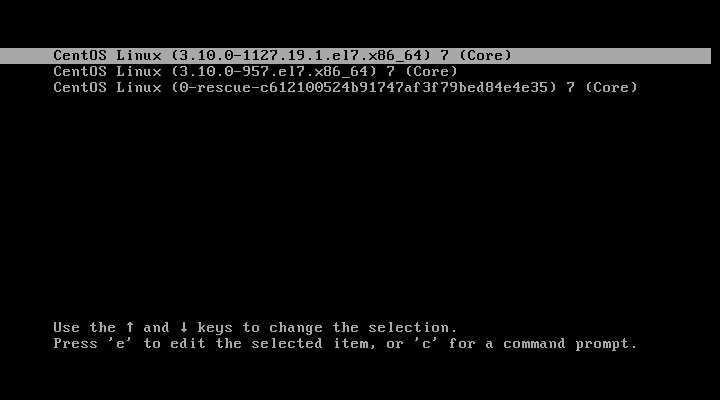 CentOS Linux (3.10.0-1127.19.1.el7.x86_64) 7 (Core)
CentOS Linux (3.10.0-957.el7.x86_64) 7 (Core)
CentOS Linux (0-rescue-c612100524b91747af3f79bed84e4e35) 7 (Core)
Use the ↑ and ↓ keys to change the selection.
Press 'e' to edit the selected item, or 'c' for a command prompt.